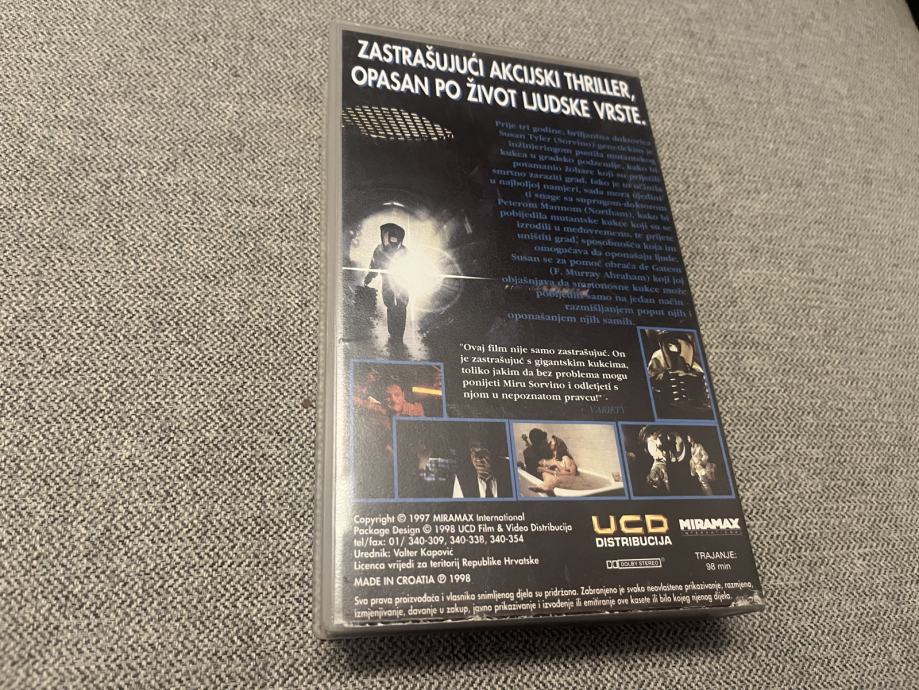 ZASTRAŠUJUĆI AKCIJSKI THRILLER,
OPASAN PO ŽIVOT LJUDSKE VRSTE.
Prije tri godine, briljantna doktorica
Susan Tyler (Sorvino) genetickim je
inžinjeringom pustila mutantskog
kukca u gradsko podzemlje, kako bi
potamanio žohare koji su prijetili
smrtno zaraziti grad. Iako je to učinila
u najboljoj namjeri, sada mora ujediniti
snage sa suprugom-doktorom
Peterom Mannom (Northam), kako bi
pobijedila mutantske kukce koji su se
izrodili u međuvremenu, te prijete
uništiti grad, sposobnošću koja im
omogućava da oponašaju ljude.
Susan se za pomoć obraća dr Gatesu
(F. Murray Abraham) koji joj
objašnjava da smrtonosne kukce može
pobijediti samo na jedan način -
razmišljanjem poput njih i
oponašanjem njih samih.
"Ovaj film nije samo zastrašujuć. On
je zastrašujuć s gigantskim kukcima,
toliko jakim da bez problema mogu
ponijeti Miru Sorvino i odletjeti s
njom u nepoznatom pravcu!" -
VARIETY
Copyright © 1997 MIRAMAX International
Package Design © 1998 UCD Film & Video Distribucija
tel/fax: 01/ 340-309, 340-338, 340-354
Urednik: Valter Kapović
Licenca vrijedi za teritorij Republike Hrvatske
MADE IN CROATIA ℗ 1998
UCD
DISTRIBUCIJA
DOLBY STEREO
MIRAMAX
INTERNATIONAL
TRAJANJE:
98 min
Sva prava proizvođača i vlasnika snimljenog djela su pridržana. Zabranjeno je svako neovlašteno prikazivanje, razmjena,
izmjenjivanje, davanje u zakup, javno prikazivanje i izvođenje ili emitiranje ove kasete ili bilo kojeg njenog dijela.